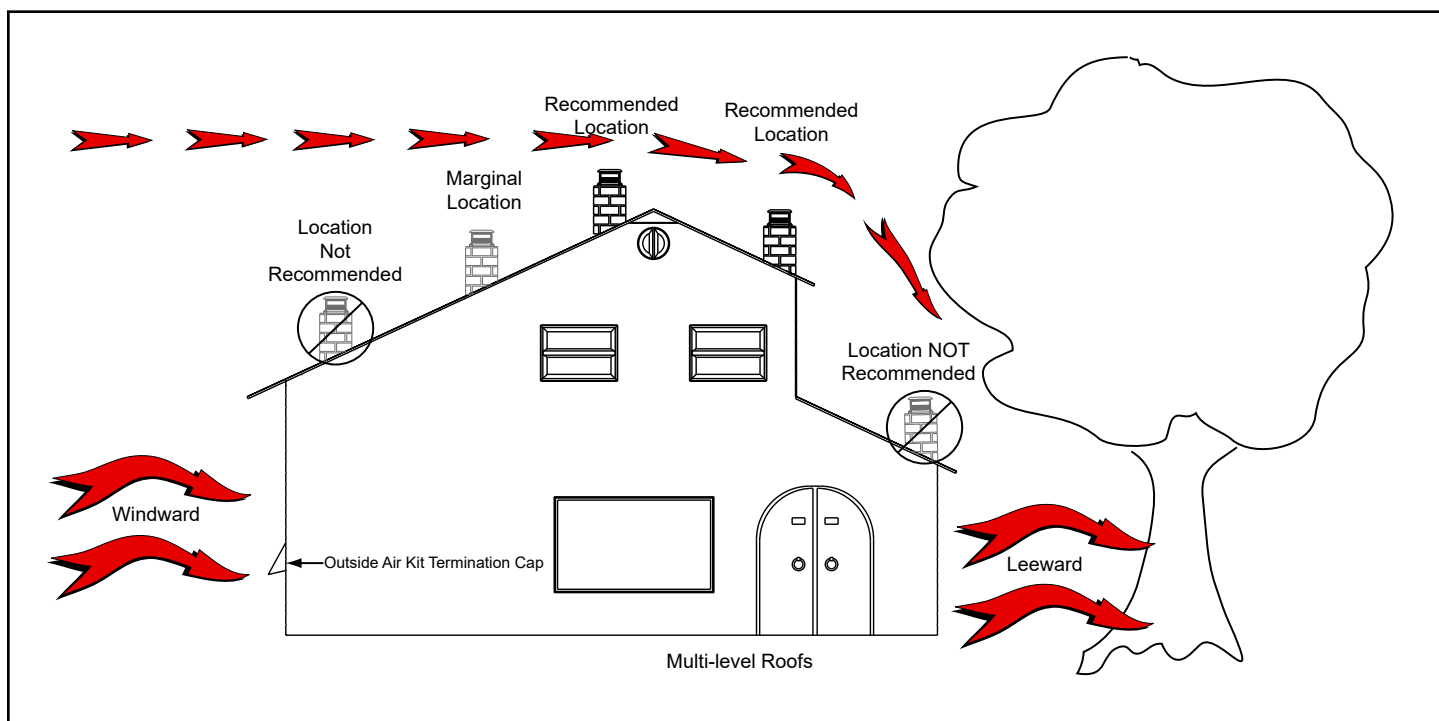 Recommended
Location
Recommended
Location
Marginal
Location
Location
Not
Recommended
Location NOT
Recommended
Windward
Outside Air Kit Termination Cap
Leeward
Multi-level Roofs